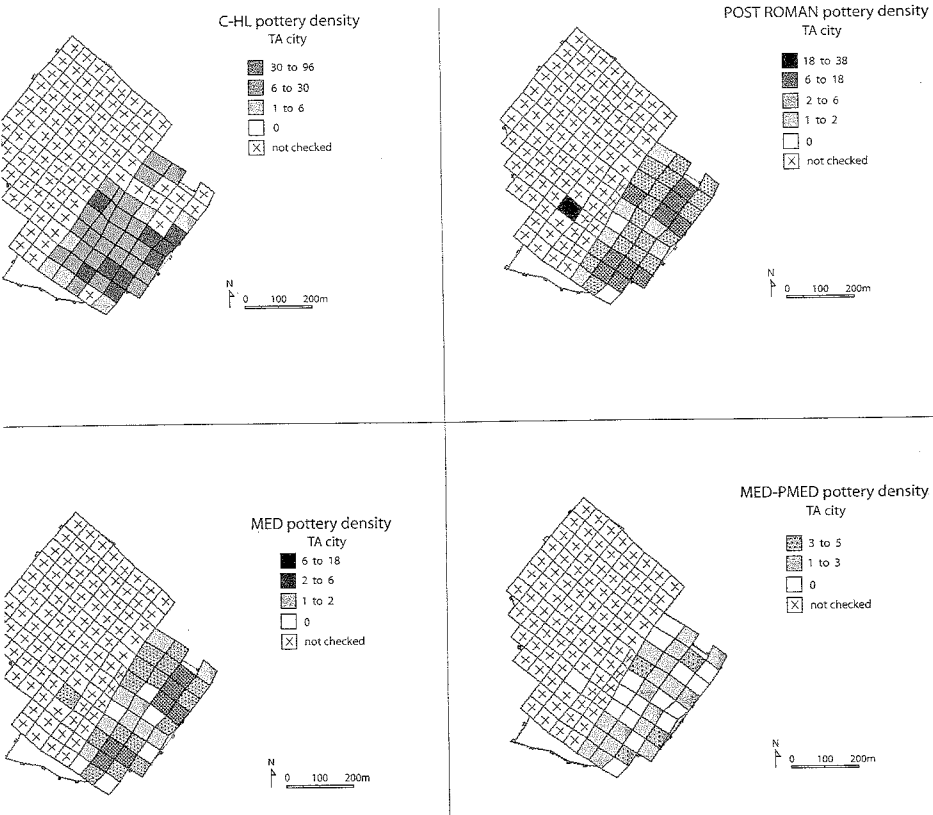 C-HL pottery density
TA city
30 to 96
6 to 30
1 to 6
0
not checked
N
0 100 200m
POST ROMAN pottery density
TA city
18 to 38
6 to 18
2 to 6
1 to 2
0
not checked
N
0 100 200m
MED pottery density
TA city
6 to 18
2 to 6
1 to 2
0
not checked
N
0 100 200m
MED-PMED pottery density
TA city
3 to 5
1 to 3
0
not checked
N
0 100 200m